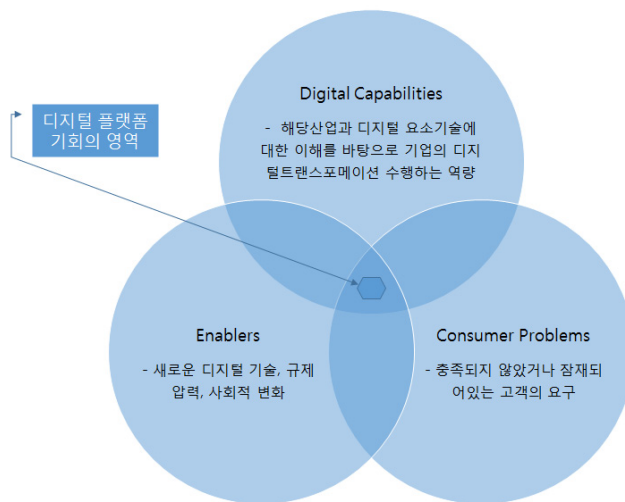 Digital Capabilities
- 해당산업과 디지털 요소기술에
대한 이해를 바탕으로 기업의 디지
털트랜스포메이션 수행하는 역량
디지털 플랫폼
기회의 영역
Enablers
- 새로운 디지털 기술, 규제
압력, 사회적 변화
Consumer Problems
- 충족되지 않았거나 잠재되
어있는 고객의 요구